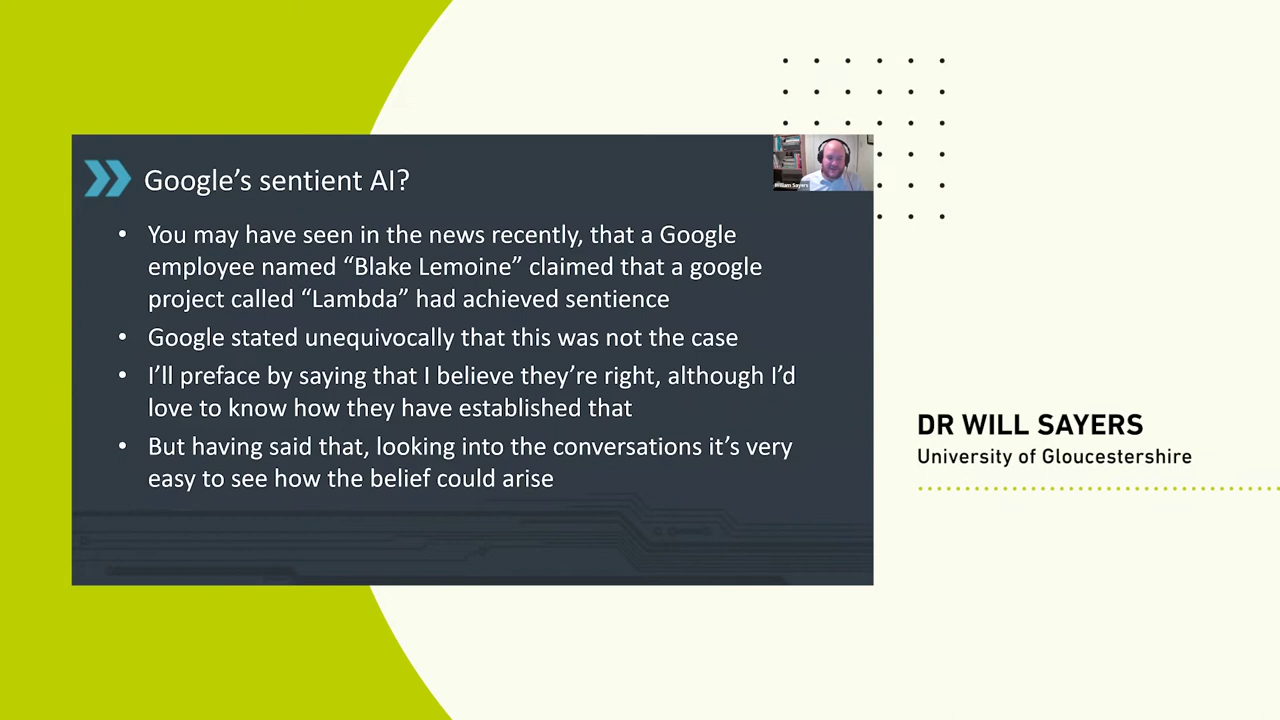 Google’s sentient AI?
William Sayers
• You may have seen in the news recently, that a Google
employee named “Blake Lemoine” claimed that a google
project called “Lambda” had achieved sentience
• Google stated unequivocally that this was not the case
• I’ll preface by saying that I believe they’re right, although I’d
love to know how they have established that
• But having said that, looking into the conversations it’s very
easy to see how the belief could arise
DR WILL SAYERS
University of Gloucestershire